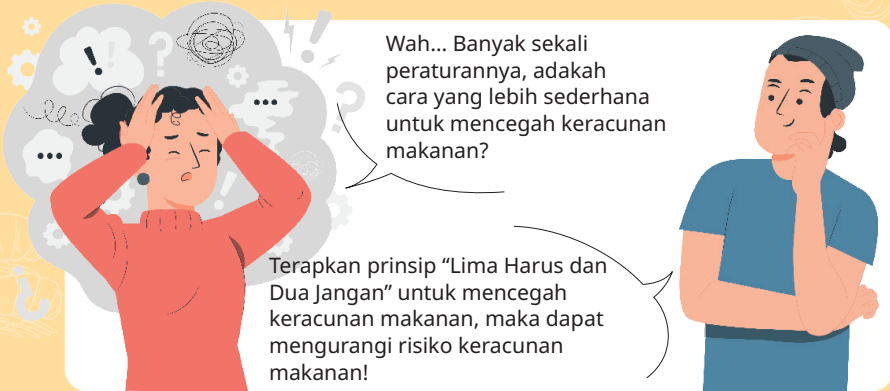 Wah... Banyak sekali
peraturannya, adakah
cara yang lebih sederhana
untuk mencegah keracunan
makanan?
Terapkan prinsip “Lima Harus dan
Dua Jangan” untuk mencegah
keracunan makanan, maka dapat
mengurangi risiko keracunan
makanan!